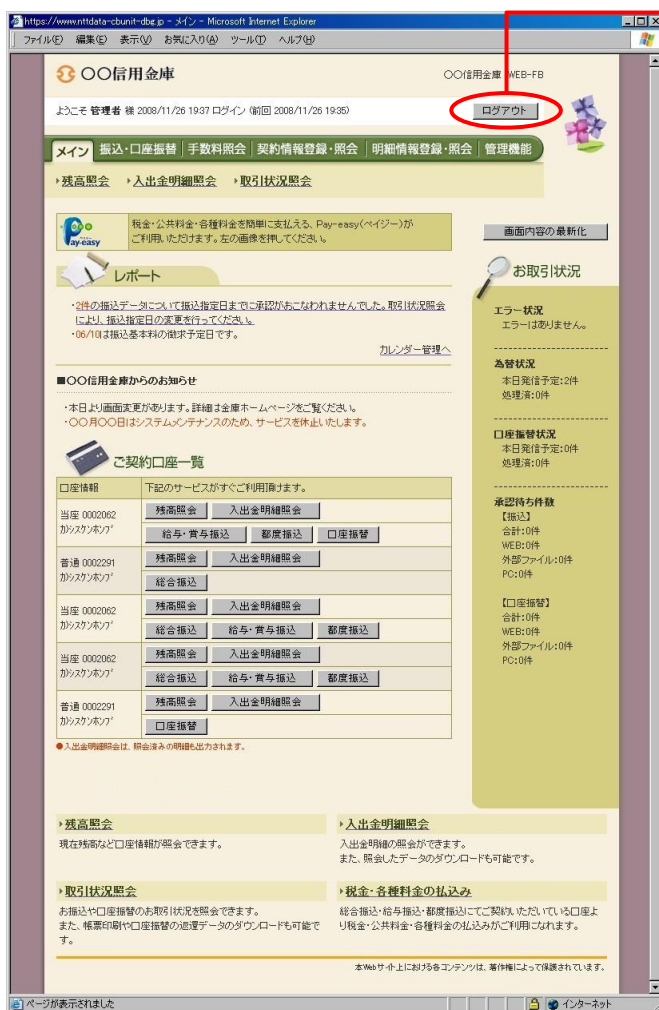 https://www.nttdata-cbunit-dbg.jp - メイン - Microsoft Internet Explorer
ファイル(F) 編集(E) 表示(V) お気に入り(A) ツール(T) ヘルプ(H)
〇〇信用金庫
〇〇信用金庫 WEB-FB
ようこそ 管理者 様 2008/11/26 19:37 ログイン (前回 2008/11/26 19:35)
ログアウト
メイン 振込・口座振替 手数料照会 契約情報登録・照会 明細情報登録・照会 管理機能
残高照会 入出金明細照会 取引状況照会
Pay-easy
税金・公共料金・各種料金を簡単に支払える、Pay-easy(ペイジー)が
ご利用いただけます。左の画像を押してください。
画面内容の最新化
レポート
・2件の振込データについて振込指定日までに承認がおこなわれませんでした。取引状況照会
により、振込指定日の変更を行ってください。
・06/10は振込基本料の徴求予定日です。
カレンダー管理へ
■〇〇信用金庫からのお知らせ
・本日より画面変更があります。詳細は金庫ホームページをご覧ください。
・〇〇月〇〇日はシステムメンテナンスのため、サービスを休止いたします。
ご契約口座一覧
口座情報 下記のサービスがすぐご利用頂けます。
当座 0002062
カ)シスケンホンプ゚
残高照会 入出金明細照会
給与・賞与振込 都度振込 口座振替
普通 0002291
カ)シスケンホンプ゚
残高照会 入出金明細照会
総合振込
当座 0002062
カ)シスケンホンプ゚
残高照会 入出金明細照会
総合振込 給与・賞与振込 都度振込
当座 0002062
カ)シスケンホンプ゚
残高照会 入出金明細照会
総合振込 給与・賞与振込 都度振込
普通 0002291
カ)シスケンホンプ゚
残高照会 入出金明細照会
口座振替
●入出金明細照会は、照会済みの明細も出力されます。
お取引状況
エラー状況
エラーはありません。
為替状況
本日発信予定:2件
処理済:0件
口座振替状況
本日発信予定:0件
処理済:0件
承認待ち件数
【振込】
合計:0件
WEB:0件
外部ファイル:0件
PC:0件
【口座振替】
合計:0件
WEB:0件
外部ファイル:0件
PC:0件
残高照会
現在残高など口座情報が照会できます。
入出金明細照会
入出金明細の照会ができます。
また、照会したデータのダウンロードも可能です。
取引状況照会
お振込や口座振替のお取引状況を照会できます。
また、帳票印刷や口座振替の返還データのダウンロードも可能で
す。
税金・各種料金の払込み
総合振込・給与振込・都度振込にてご契約いただいている口座よ
り税金・公共料金・各種料金の払込みがご利用になれます。
本Webサイト上における各コンテンツは、著作権によって保護されています。
ページが表示されました
インターネット